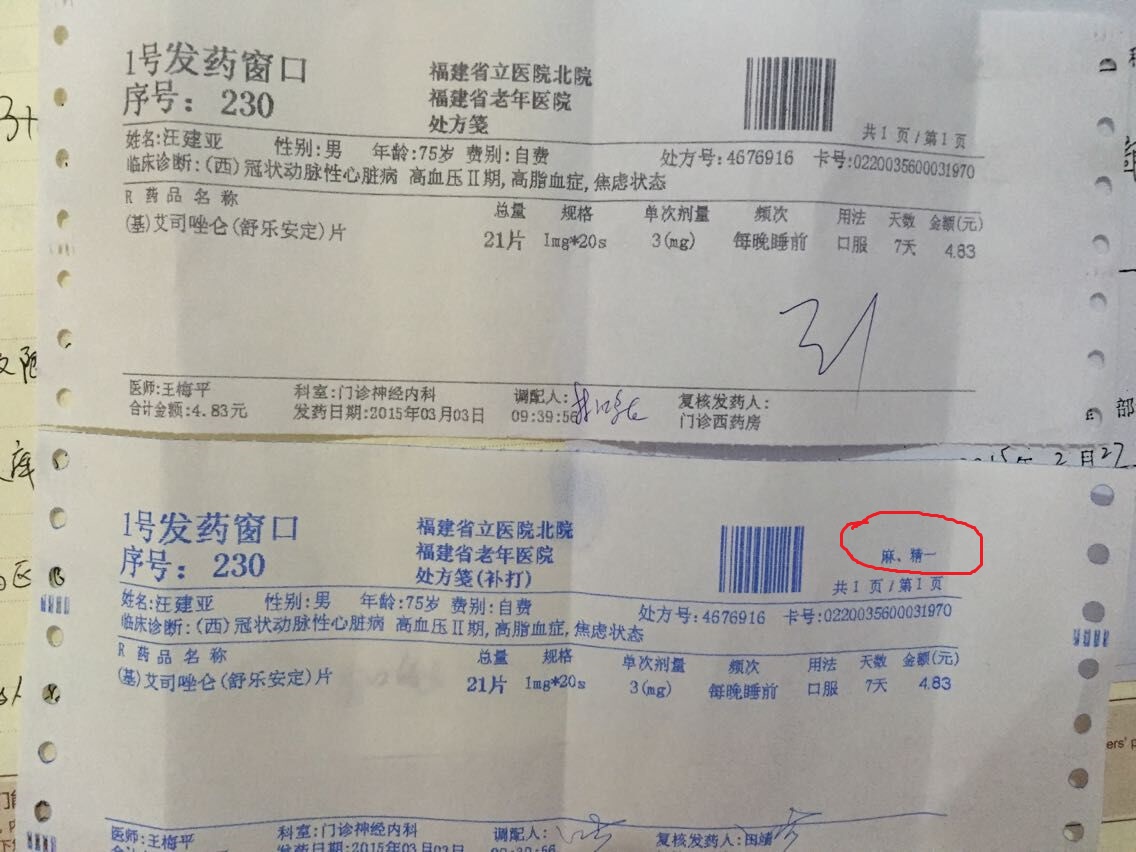 1号发药窗口
序号: 230
福建省立医院北院
福建省老年医院
处方笺
共1 页/第1 页
姓名:汪建亚 性别:男 年龄:75岁 费别:自费 处方号:4676916 卡号:0220035600031970
临床诊断:(西)冠状动脉性心脏病 高血压Ⅱ期,高脂血症,焦虑状态
R 药品名称 总量 规格 单次剂量 频次 用法 天数 金额(元)
(基)艾司唑仑(舒乐安定)片 21片 1mg*20s 3(mg) 每晚睡前 口服 7天 4.83
医师:王梅平 科室:门诊神经内科 调配人: 复核发药人:
合计金额:4.83元 发药日期:2015年03月03日 09:39:56 门诊西药房
2月27
1号发药窗口
序号: 230
福建省立医院北院
福建省老年医院
处方笺(补打)
麻、精一
共1 页/第1 页
姓名:汪建亚 性别:男 年龄:75岁 费别:自费 处方号:4676916 卡号:0220035600031970
临床诊断:(西)冠状动脉性心脏病 高血压Ⅱ期,高脂血症,焦虑状态
R 药品名称 总量 规格 单次剂量 频次 用法 天数 金额(元)
(基)艾司唑仑(舒乐安定)片 21片 1mg*20s 3(mg) 每晚睡前 口服 7天 4.83
医师:王梅平 科室:门诊神经内科 调配人: 复核发药人:田靖